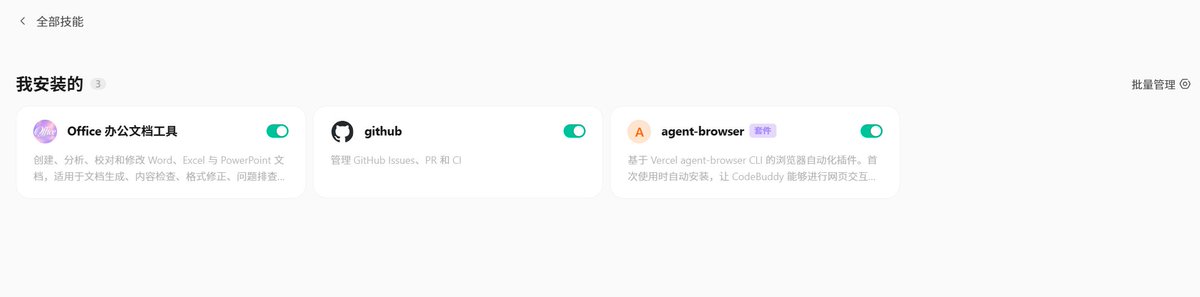 全部技能
我安装的 3
批量管理
Office Office 办公文档工具
创建、分析、校对和修改 Word、Excel 与 PowerPoint 文
档，适用于文档生成、内容检查、格式修正、问题排查...
github
管理 GitHub Issues、PR 和 CI
A agent-browser 套件
基于 Vercel agent-browser CLI 的浏览器自动化插件。首
次使用时自动安装，让 CodeBuddy 能够进行网页交互...